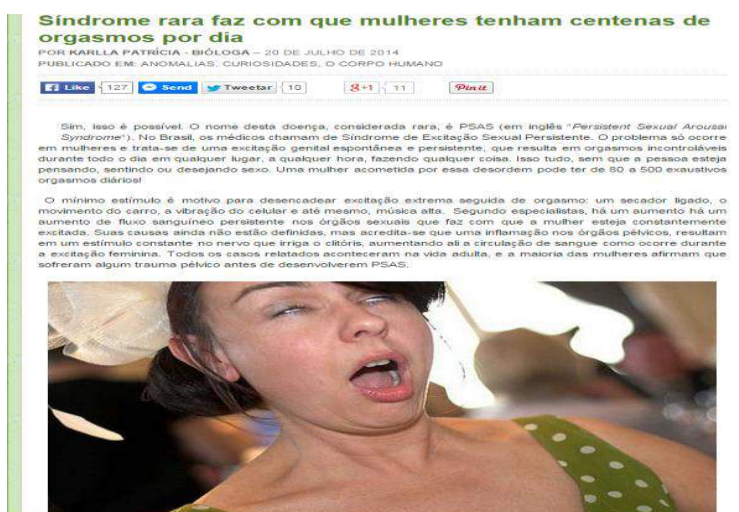 Síndrome rara faz com que mulheres tenham centenas de
orgasmos por dia
POR KARLLA PATRÍCIA - BIÓLOGA – 20 DE JULHO DE 2014
PUBLICADO EM: ANOMALIAS, CURIOSIDADES, O CORPO HUMANO
Like 127 Send Tweetar 10 g+1 11 Pin it
Sim, isso é possível. O nome desta doença, considerada rara, é PSAS (em inglês "Persistent Sexual Arousal
Syndrome"). No Brasil, os médicos chamam de Síndrome de Excitação Sexual Persistente. O problema só ocorre
em mulheres e trata-se de uma excitação genital espontânea e persistente, que resulta em orgasmos incontroláveis
durante todo o dia em qualquer lugar, a qualquer hora, fazendo qualquer coisa. Isso tudo, sem que a pessoa esteja
pensando, sentindo ou desejando sexo. Uma mulher acometida por essa desordem pode ter de 80 a 500 exaustivos
orgasmos diários!
O mínimo estímulo é motivo para desencadear excitação extrema seguida de orgasmo: um secador ligado, o
movimento do carro, a vibração do celular e até mesmo, música alta. Segundo especialistas, há um aumento há um
aumento de fluxo sanguíneo persistente nos órgãos sexuais que faz com que a mulher esteja constantemente
excitada. Suas causas ainda não estão definidas, mas acredita-se que uma inflamação nos órgãos pélvicos, resultam
em um estímulo constante no nervo que irriga o clitóris, aumentando ali a circulação de sangue como ocorre durante
a excitação feminina. Todos os casos relatados aconteceram na vida adulta, e a maioria das mulheres afirmam que
sofreram algum trauma pélvico antes de desenvolverem PSAS.